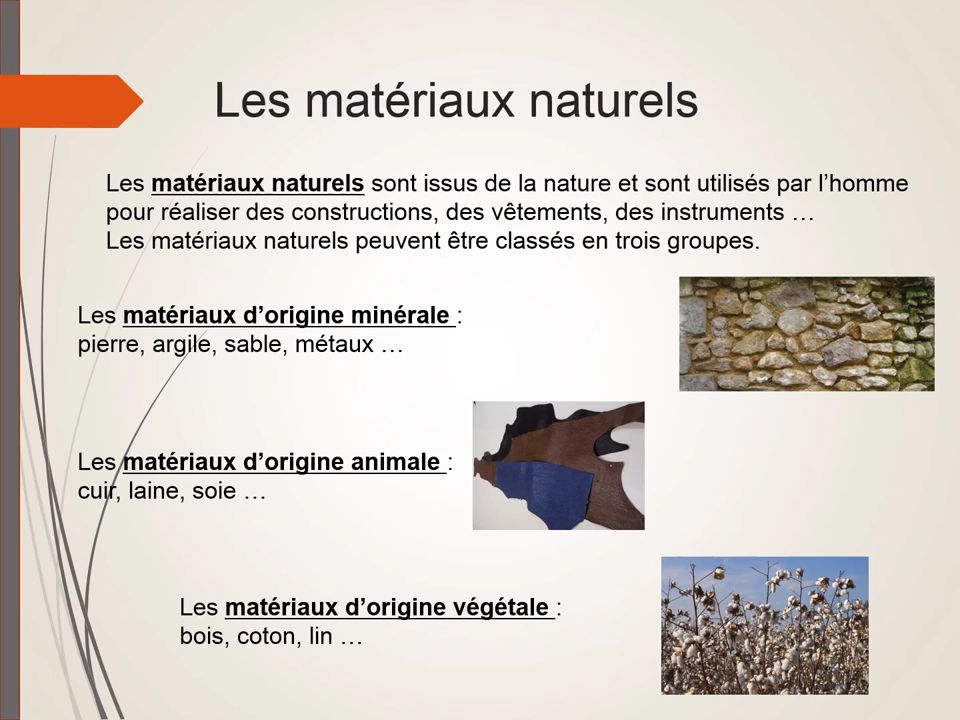 Les matériaux naturels
Les matériaux naturels sont issus de la nature et sont utilisés par l’homme
pour réaliser des constructions, des vêtements, des instruments …
Les matériaux naturels peuvent être classés en trois groupes.
Les matériaux d’origine minérale :
pierre, argile, sable, métaux …
Les matériaux d’origine animale :
cuir, laine, soie …
Les matériaux d’origine végétale :
bois, coton, lin …